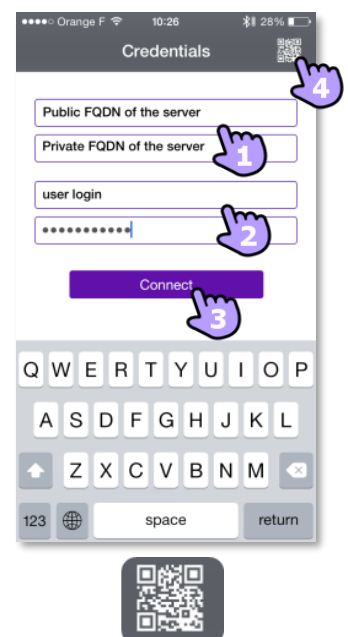 Orange F 10:26 28%
Credentials
4
Public FQDN of the server
Private FQDN of the server
1
user login
2
Connect
3
Q W E R T Y U I O P
A S D F G H J K L
Z X C V B N M
123 space return